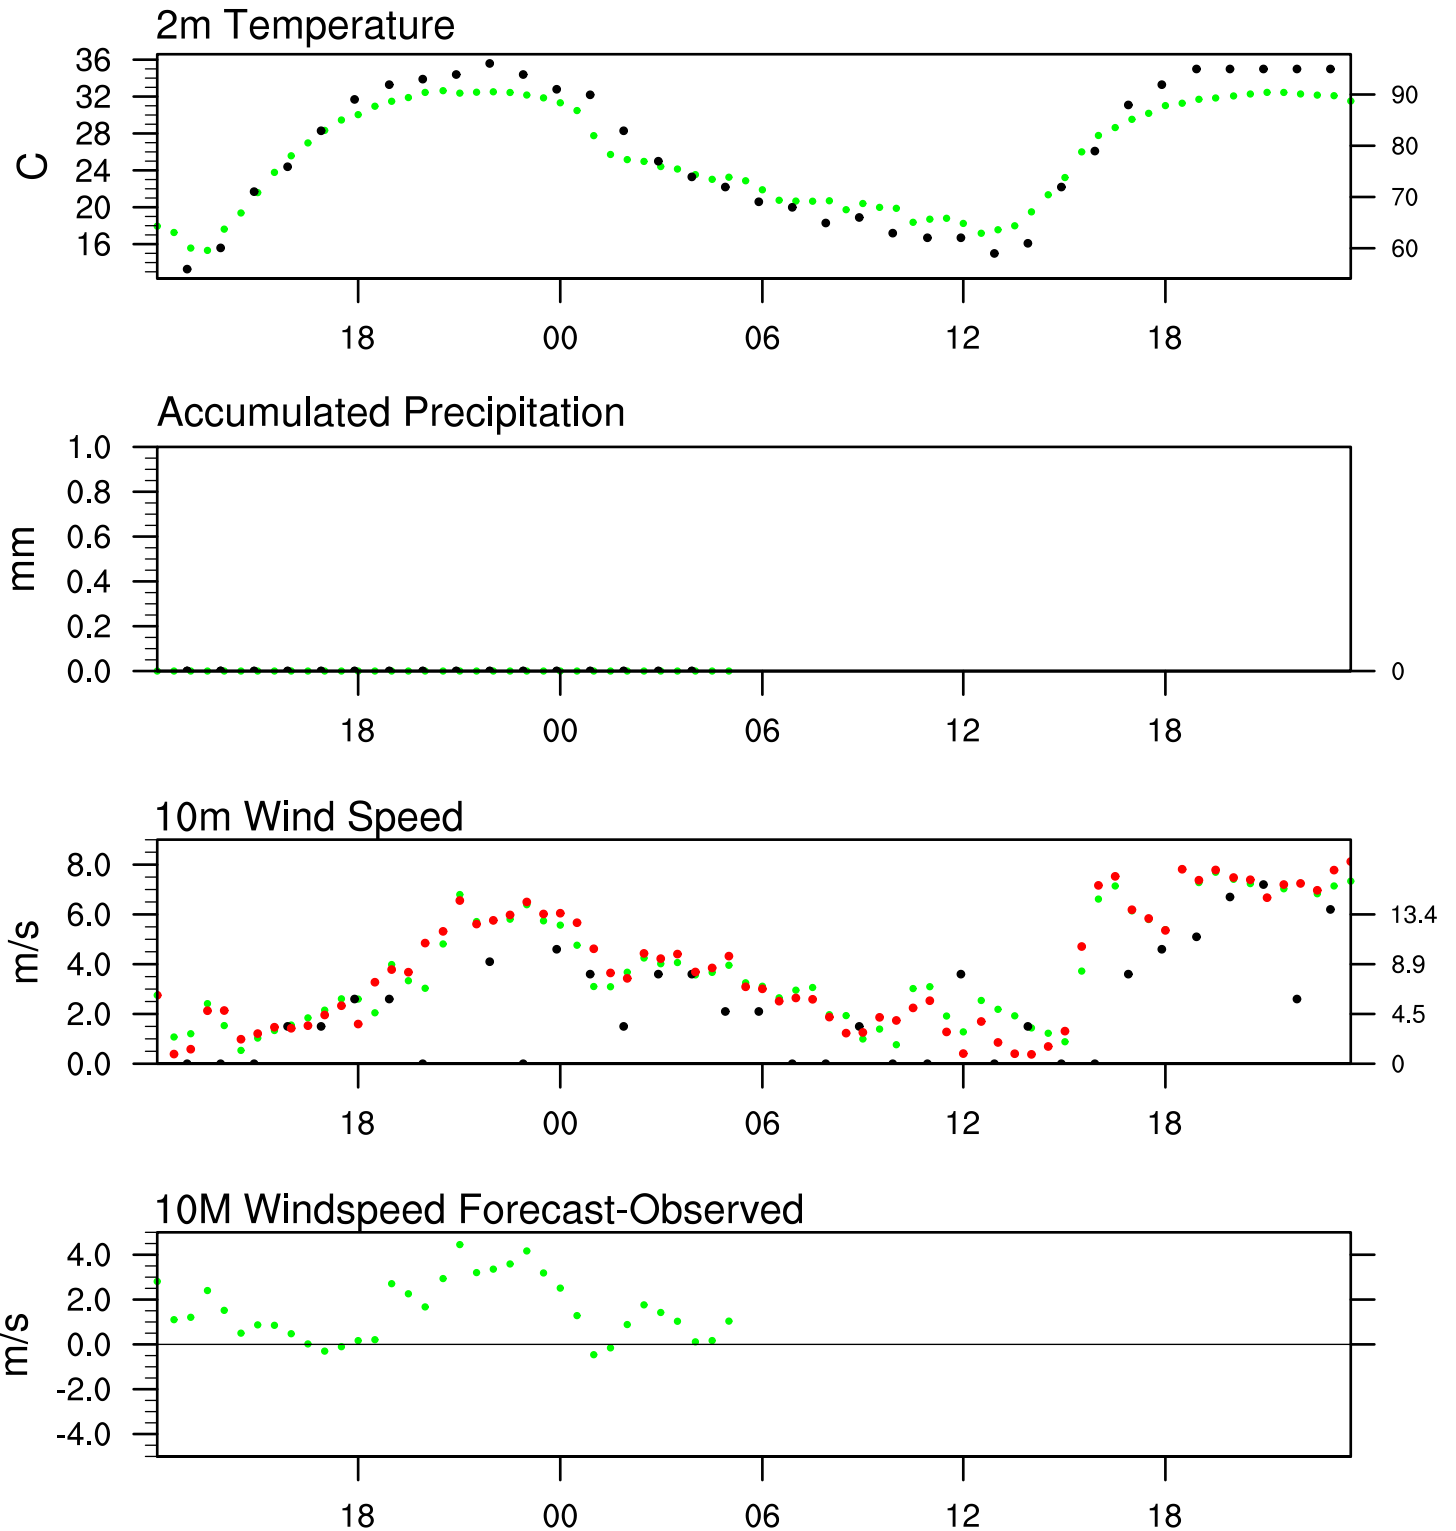 2m Temperature
36
32
28
24
20
16
C
90
80
70
60
18 00 06 12 18
Accumulated Precipitation
1.0
0.8
0.6
0.4
0.2
0.0
mm
0
18 00 06 12 18
10m Wind Speed
8.0
6.0
4.0
2.0
0.0
m/s
13.4
8.9
4.5
0
18 00 06 12 18
10M Windspeed Forecast-Observed
4.0
2.0
0.0
-2.0
-4.0
m/s
18 00 06 12 18